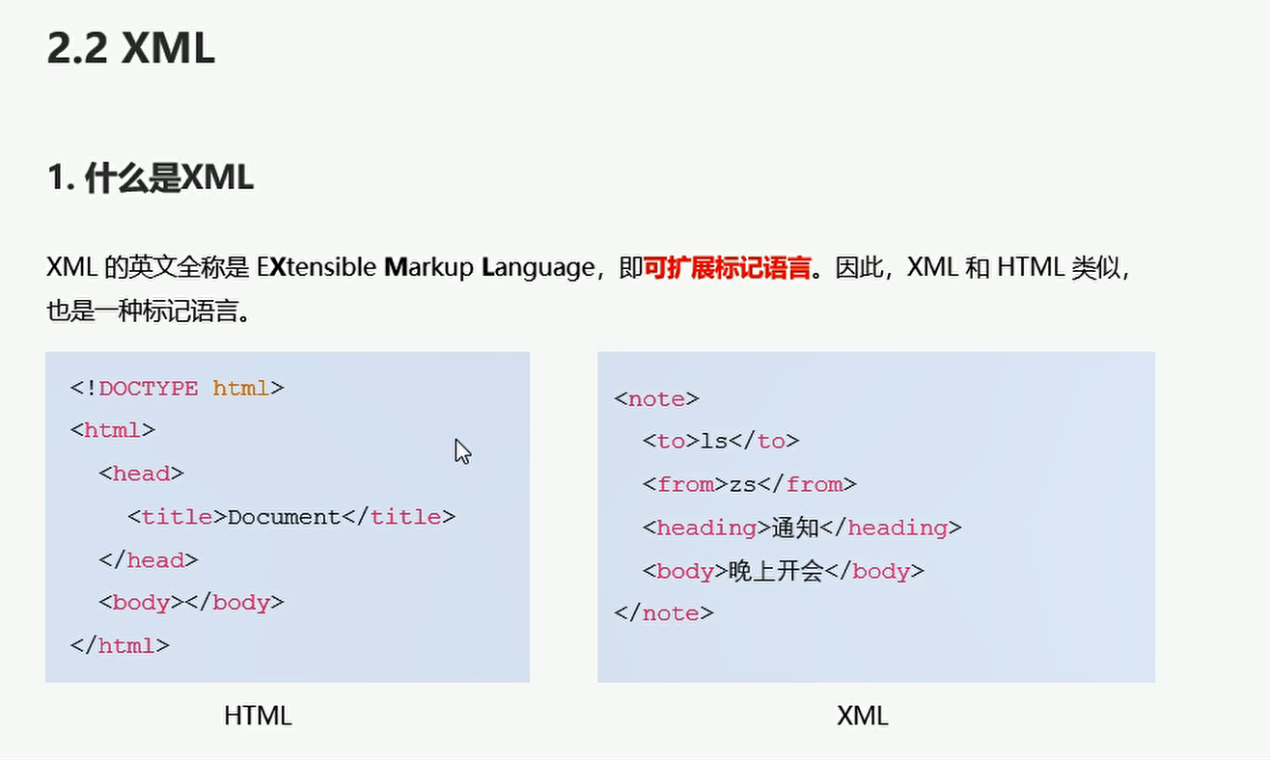 2.2 XML
1. 什么是XML
XML 的英文全称是 EXtensible Markup Language，即可扩展标记语言。因此，XML 和 HTML 类似，
也是一种标记语言。
<!DOCTYPE html>
<html>
  <head>
    <title>Document</title>
  </head>
  <body></body>
</html>
HTML
<note>
  <to>ls</to>
  <from>zs</from>
  <heading>通知</heading>
  <body>晚上开会</body>
</note>
XML